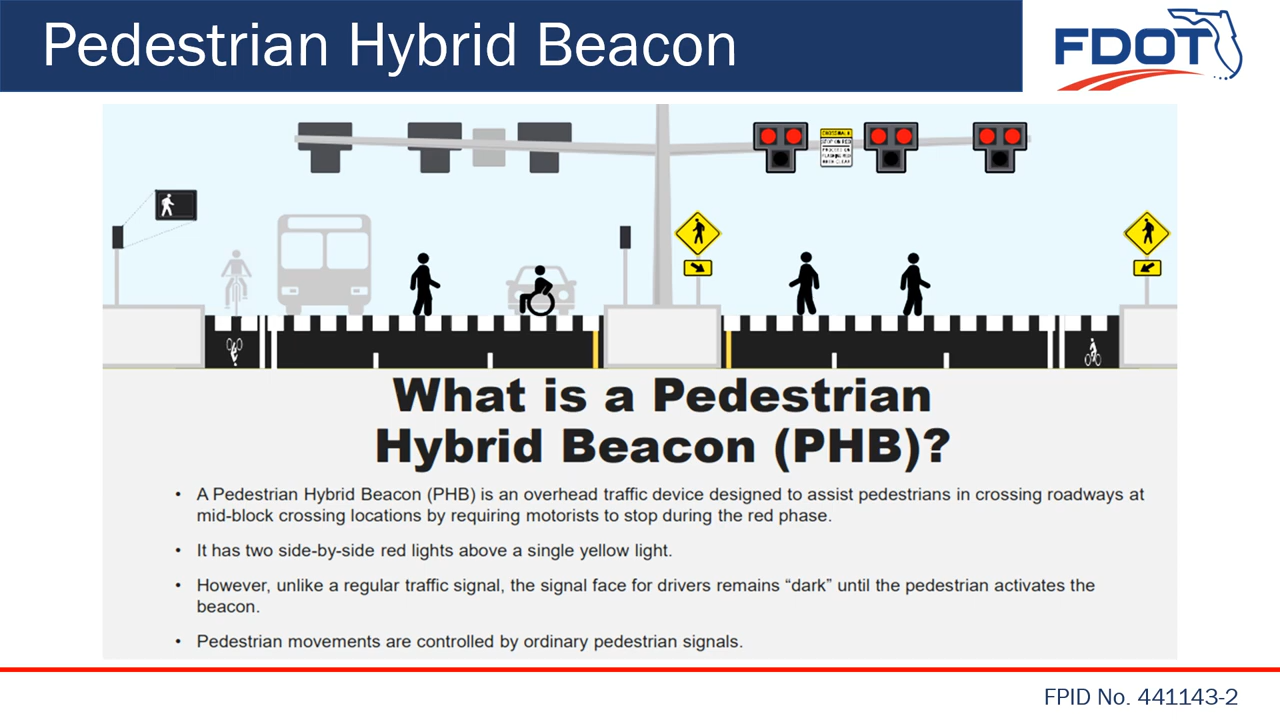 Pedestrian Hybrid Beacon
FDOT
CROSSWALK
STOP ON RED
What is a Pedestrian
Hybrid Beacon (PHB)?
• A Pedestrian Hybrid Beacon (PHB) is an overhead traffic device designed to assist pedestrians in crossing roadways at
mid-block crossing locations by requiring motorists to stop during the red phase.
• It has two side-by-side red lights above a single yellow light.
• However, unlike a regular traffic signal, the signal face for drivers remains “dark” until the pedestrian activates the
beacon.
• Pedestrian movements are controlled by ordinary pedestrian signals.
FPID No. 441143-2